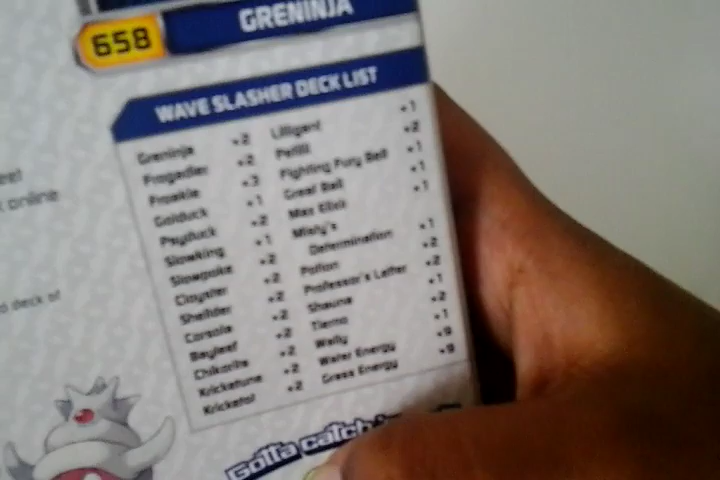 GRENINJA
658
WAVE SLASHER DECK LIST
Greninja +2
Frogadier +2
Froakie +3
Golduck +1
Psyduck +2
Slowking +1
Slowpoke +2
Cloyster +2
Shellder +2
Corsola +2
Bayleef +2
Chikorita +2
Kricketune +2
Kricketot +2
Lilligant +1
Petilil +2
Fighting Fury Belt +1
Great Ball +1
Max Elixir +1
Misty's
Determination +1
Potion +2
Professor's Letter +2
Shauna +1
Tierno +2
Wally +1
Water Energy +9
Grass Energy +9
online
d deck of
Gotta catch